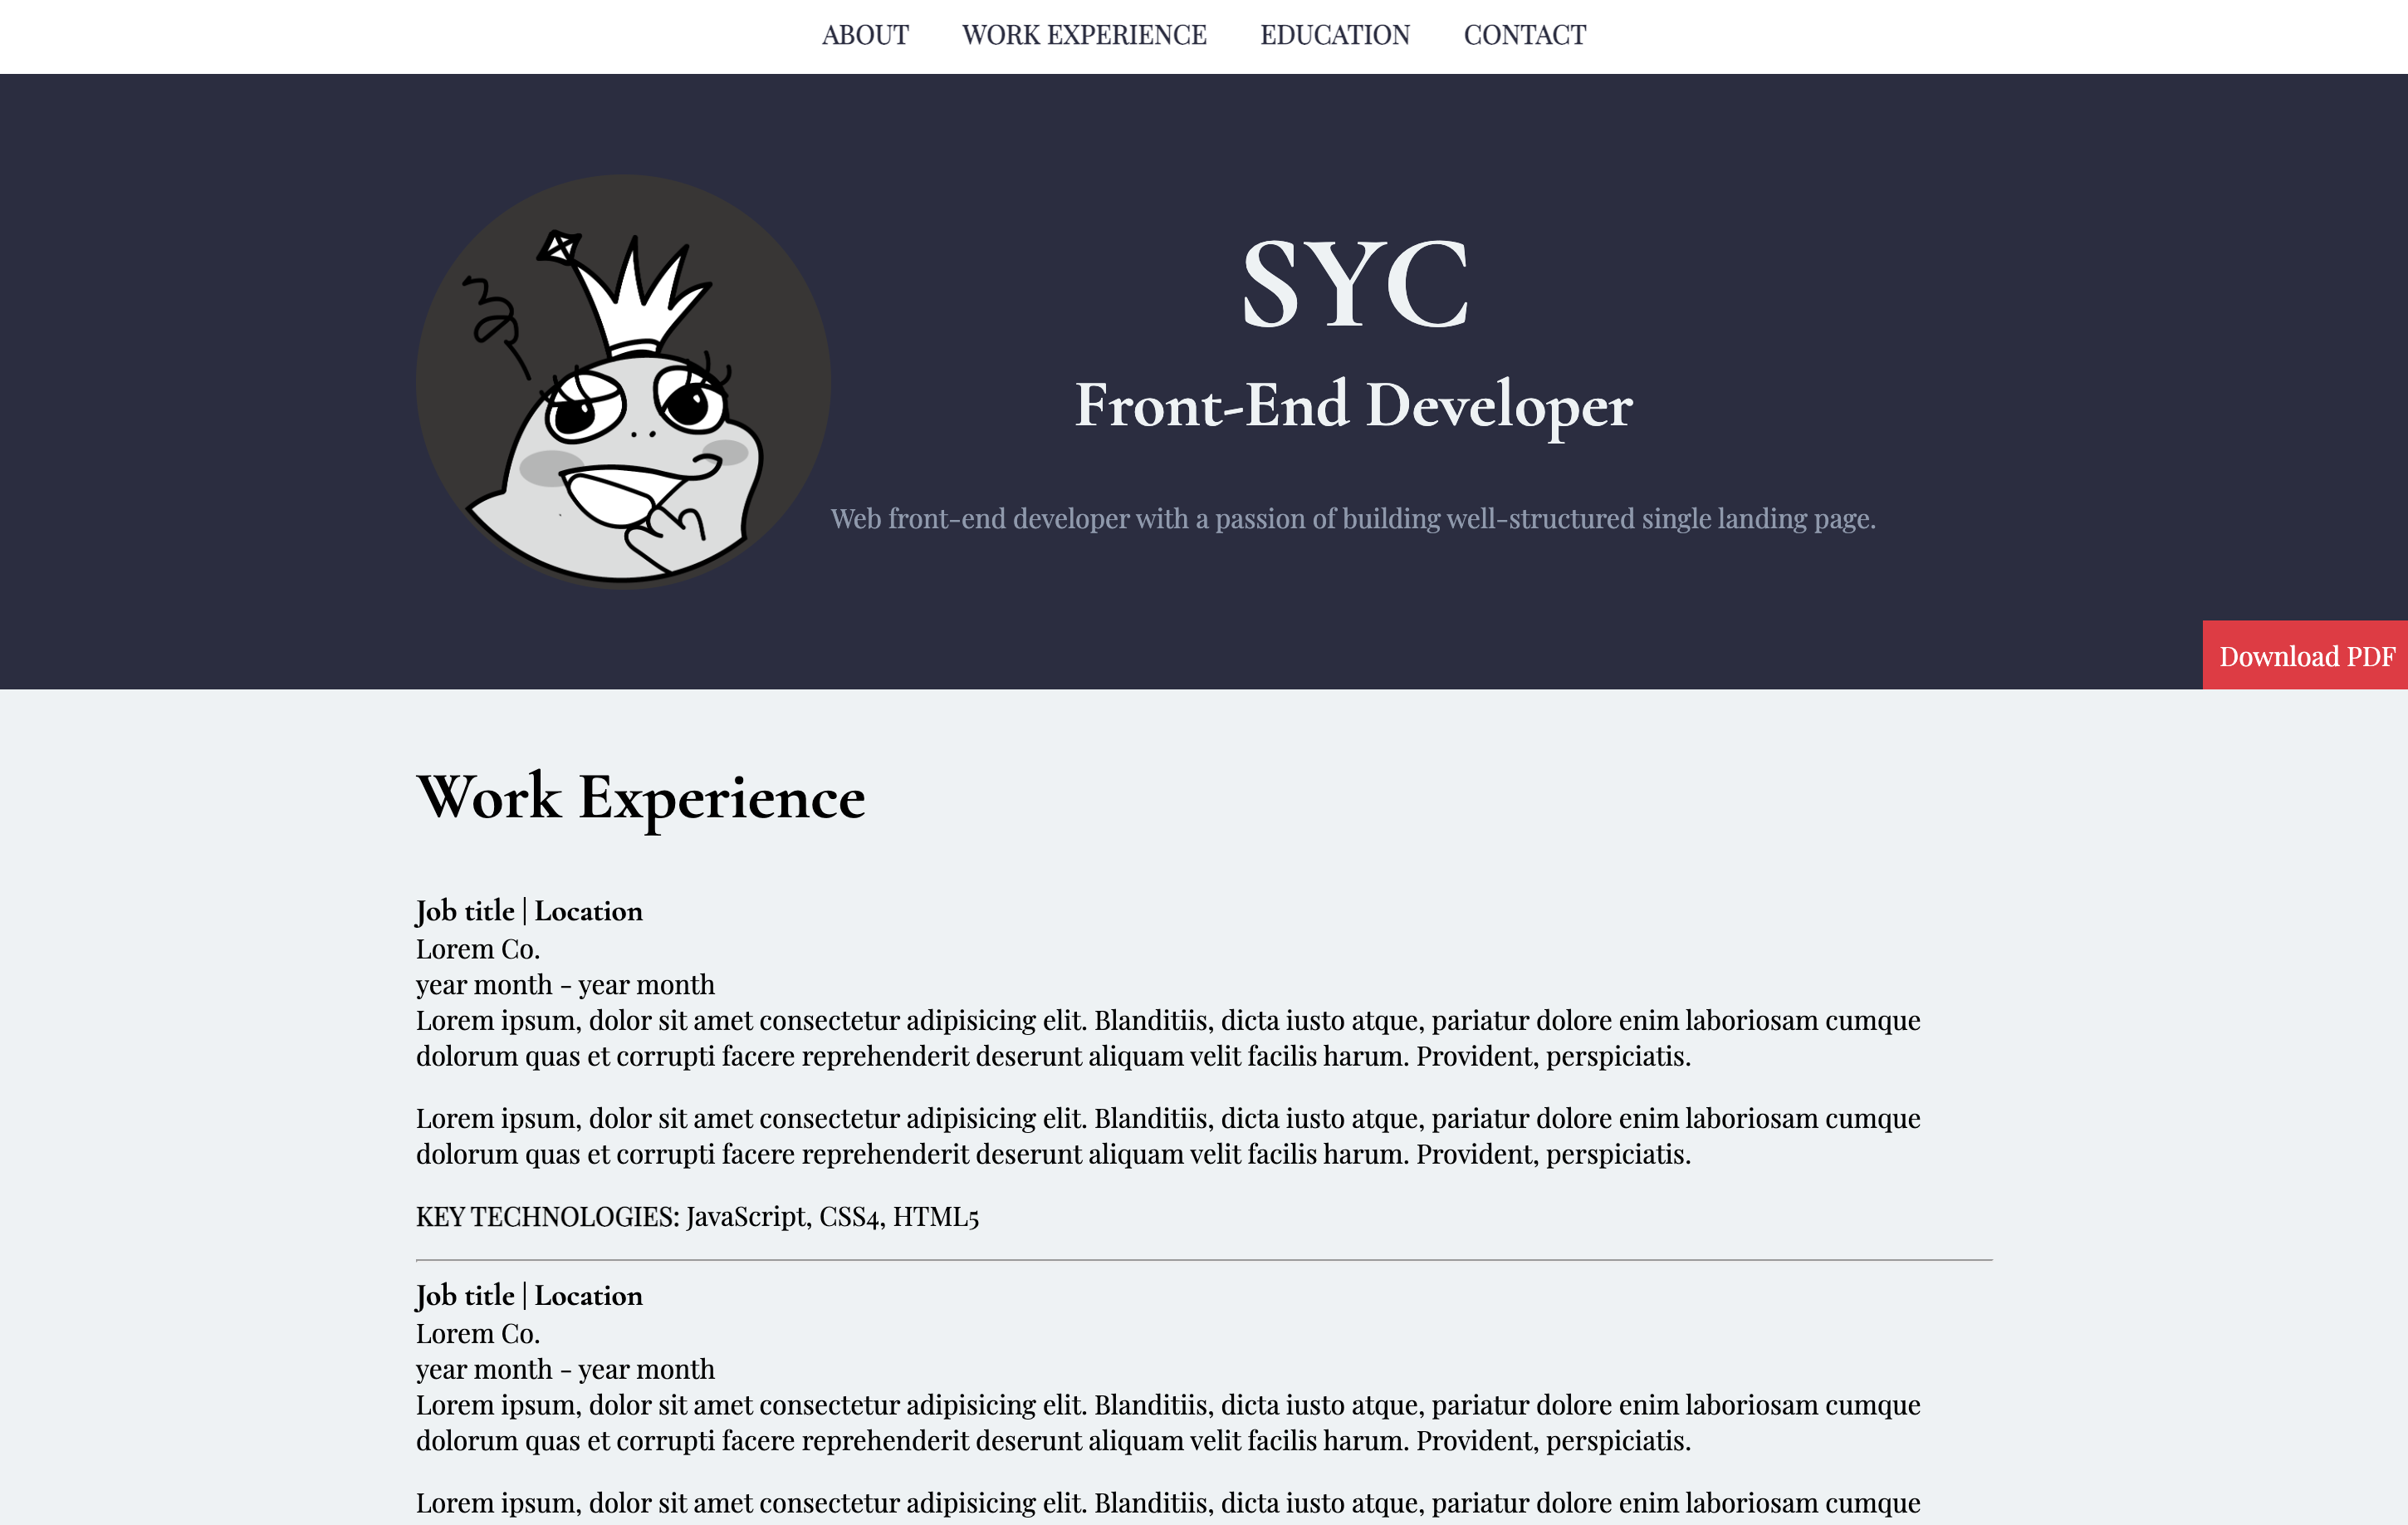 ABOUT WORK EXPERIENCE EDUCATION CONTACT
SYC
Front-End Developer
Web front-end developer with a passion of building well-structured single landing page.
Download PDF
Work Experience
Job title | Location
Lorem Co.
year month - year month
Lorem ipsum, dolor sit amet consectetur adipisicing elit. Blanditiis, dicta iusto atque, pariatur dolore enim laboriosam cumque
dolorum quas et corrupti facere reprehenderit deserunt aliquam velit facilis harum. Provident, perspiciatis.
Lorem ipsum, dolor sit amet consectetur adipisicing elit. Blanditiis, dicta iusto atque, pariatur dolore enim laboriosam cumque
dolorum quas et corrupti facere reprehenderit deserunt aliquam velit facilis harum. Provident, perspiciatis.
KEY TECHNOLOGIES: JavaScript, CSS4, HTML5
Job title | Location
Lorem Co.
year month - year month
Lorem ipsum, dolor sit amet consectetur adipisicing elit. Blanditiis, dicta iusto atque, pariatur dolore enim laboriosam cumque
dolorum quas et corrupti facere reprehenderit deserunt aliquam velit facilis harum. Provident, perspiciatis.
Lorem ipsum, dolor sit amet consectetur adipisicing elit. Blanditiis, dicta iusto atque, pariatur dolore enim laboriosam cumque